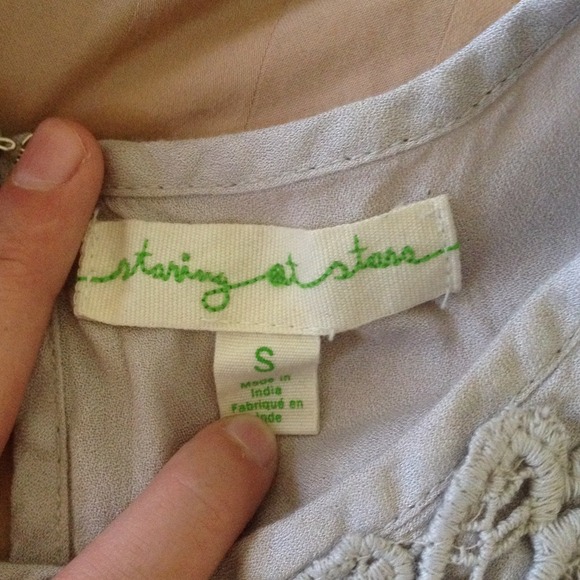 staring at stars
S
Made in
India
Fabriqué en
Inde